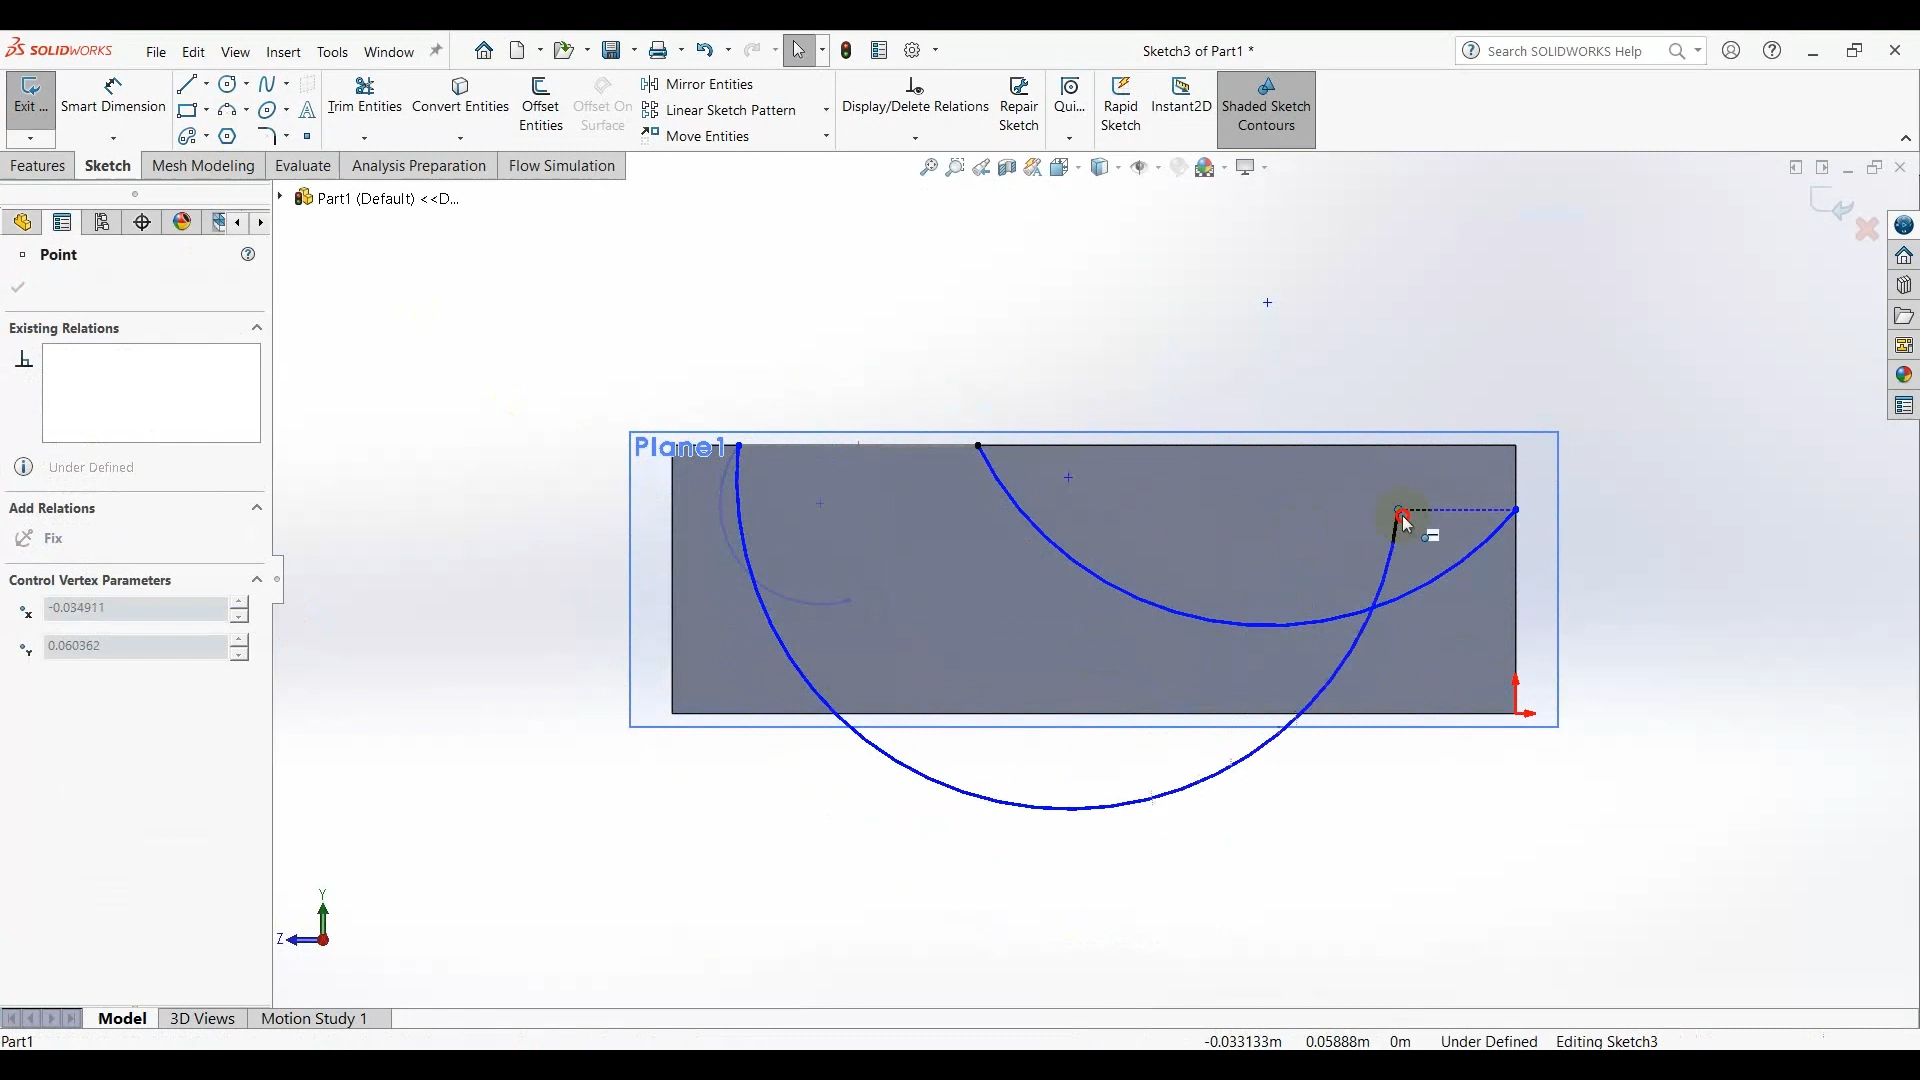 SOLIDWORKS
File Edit View Insert Tools Window
Sketch3 of Part1 *
Search SOLIDWORKS Help
Exit ...
Smart Dimension
Trim Entities
Convert Entities
Offset
Entities
Offset On
Surface
Mirror Entities
Linear Sketch Pattern
Move Entities
Display/Delete Relations
Repair
Sketch
Qui...
Rapid
Sketch
Instant2D
Shaded Sketch
Contours
Features Sketch Mesh Modeling Evaluate Analysis Preparation Flow Simulation
Part1 (Default) <<D...
Point
Existing Relations
Under Defined
Add Relations
Fix
Control Vertex Parameters
-0.034911
0.060362
Plane1
Y
Z
Model 3D Views Motion Study 1
Part1
-0.033133m 0.05888m 0m Under Defined Editing Sketch3